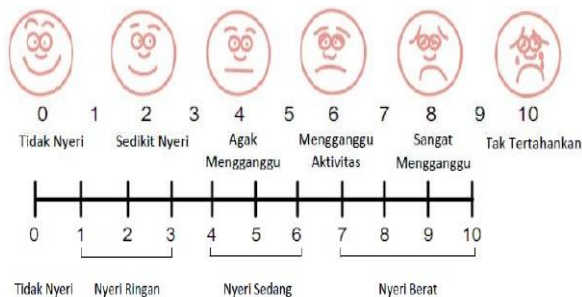 0 1 2 3 4 5 6 7 8 9 10
Tidak Nyeri Sedikit Nyeri Agak Mengganggu Mengganggu Aktivitas Sangat Mengganggu Tak Tertahankan
0 1 2 3 4 5 6 7 8 9 10
Tidak Nyeri Nyeri Ringan Nyeri Sedang Nyeri Berat